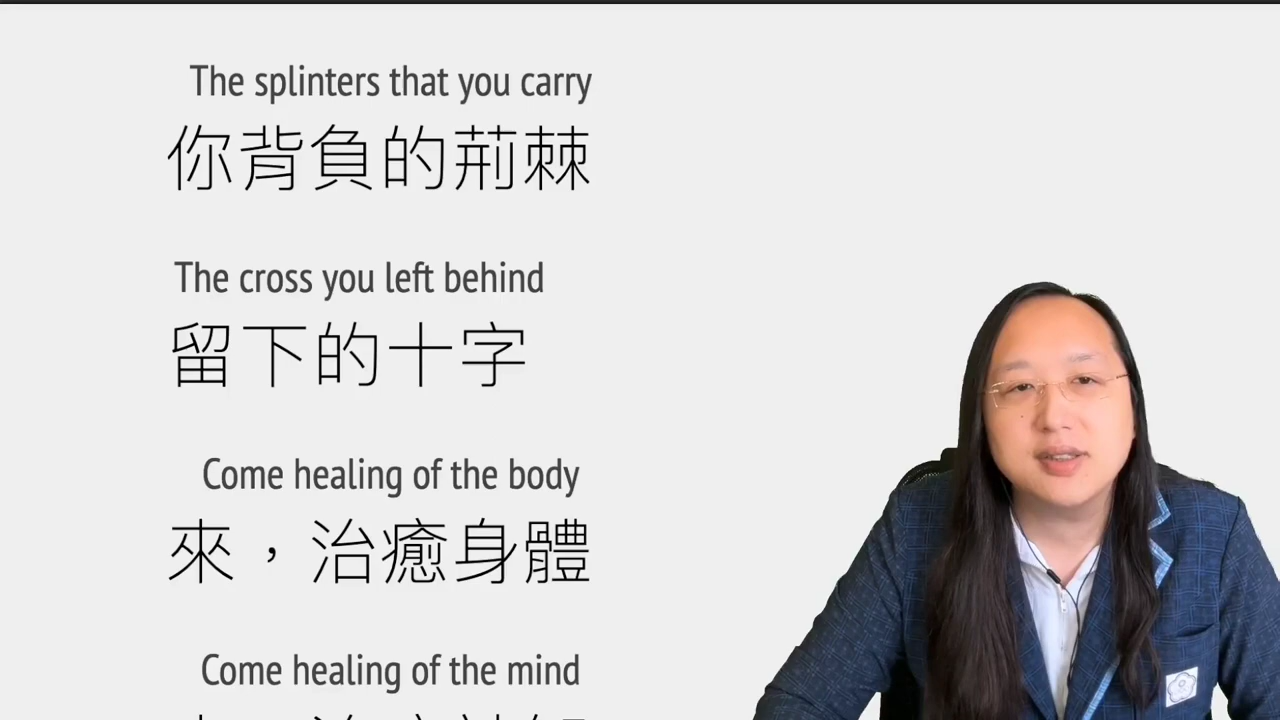 The splinters that you carry
你背負的荊棘
The cross you left behind
留下的十字
Come healing of the body
來，治癒身體
Come healing of the mind